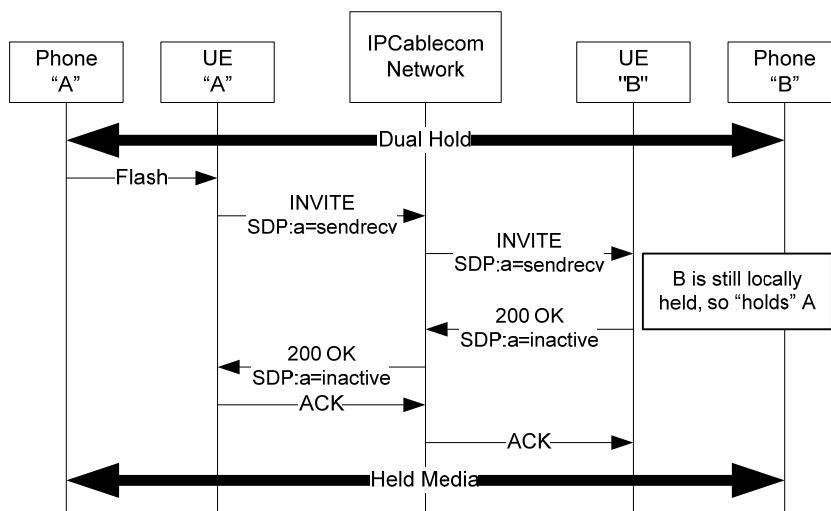 Phone
“A”
UE
“A”
IPCablecom
Network
UE
"B"
Phone
“B”
Dual Hold
Flash
INVITE
SDP:a=sendrecv
INVITE
SDP:a=sendrecv
B is still locally
held, so “holds” A
200 OK
SDP:a=inactive
200 OK
SDP:a=inactive
ACK
ACK
Held Media